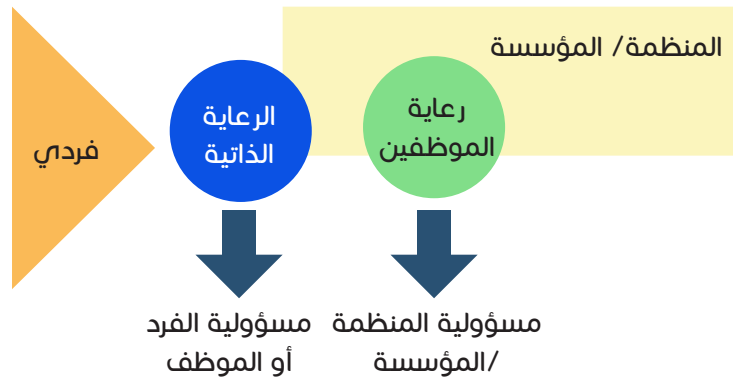 المنظمة/ المؤسسة
رعاية
الموظفين
الرعاية
الذاتية
فردي
مسؤولية المنظمة
/المؤسسة
مسؤولية الفرد
أو الموظف